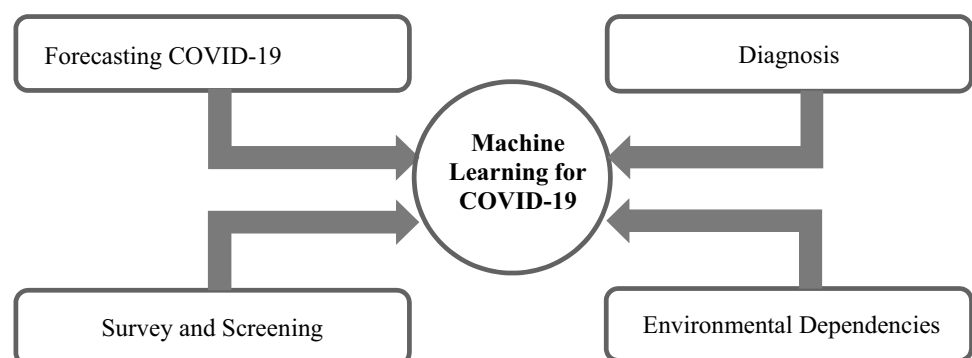 Forecasting COVID-19
Diagnosis
Machine
Learning for
COVID-19
Survey and Screening
Environmental Dependencies